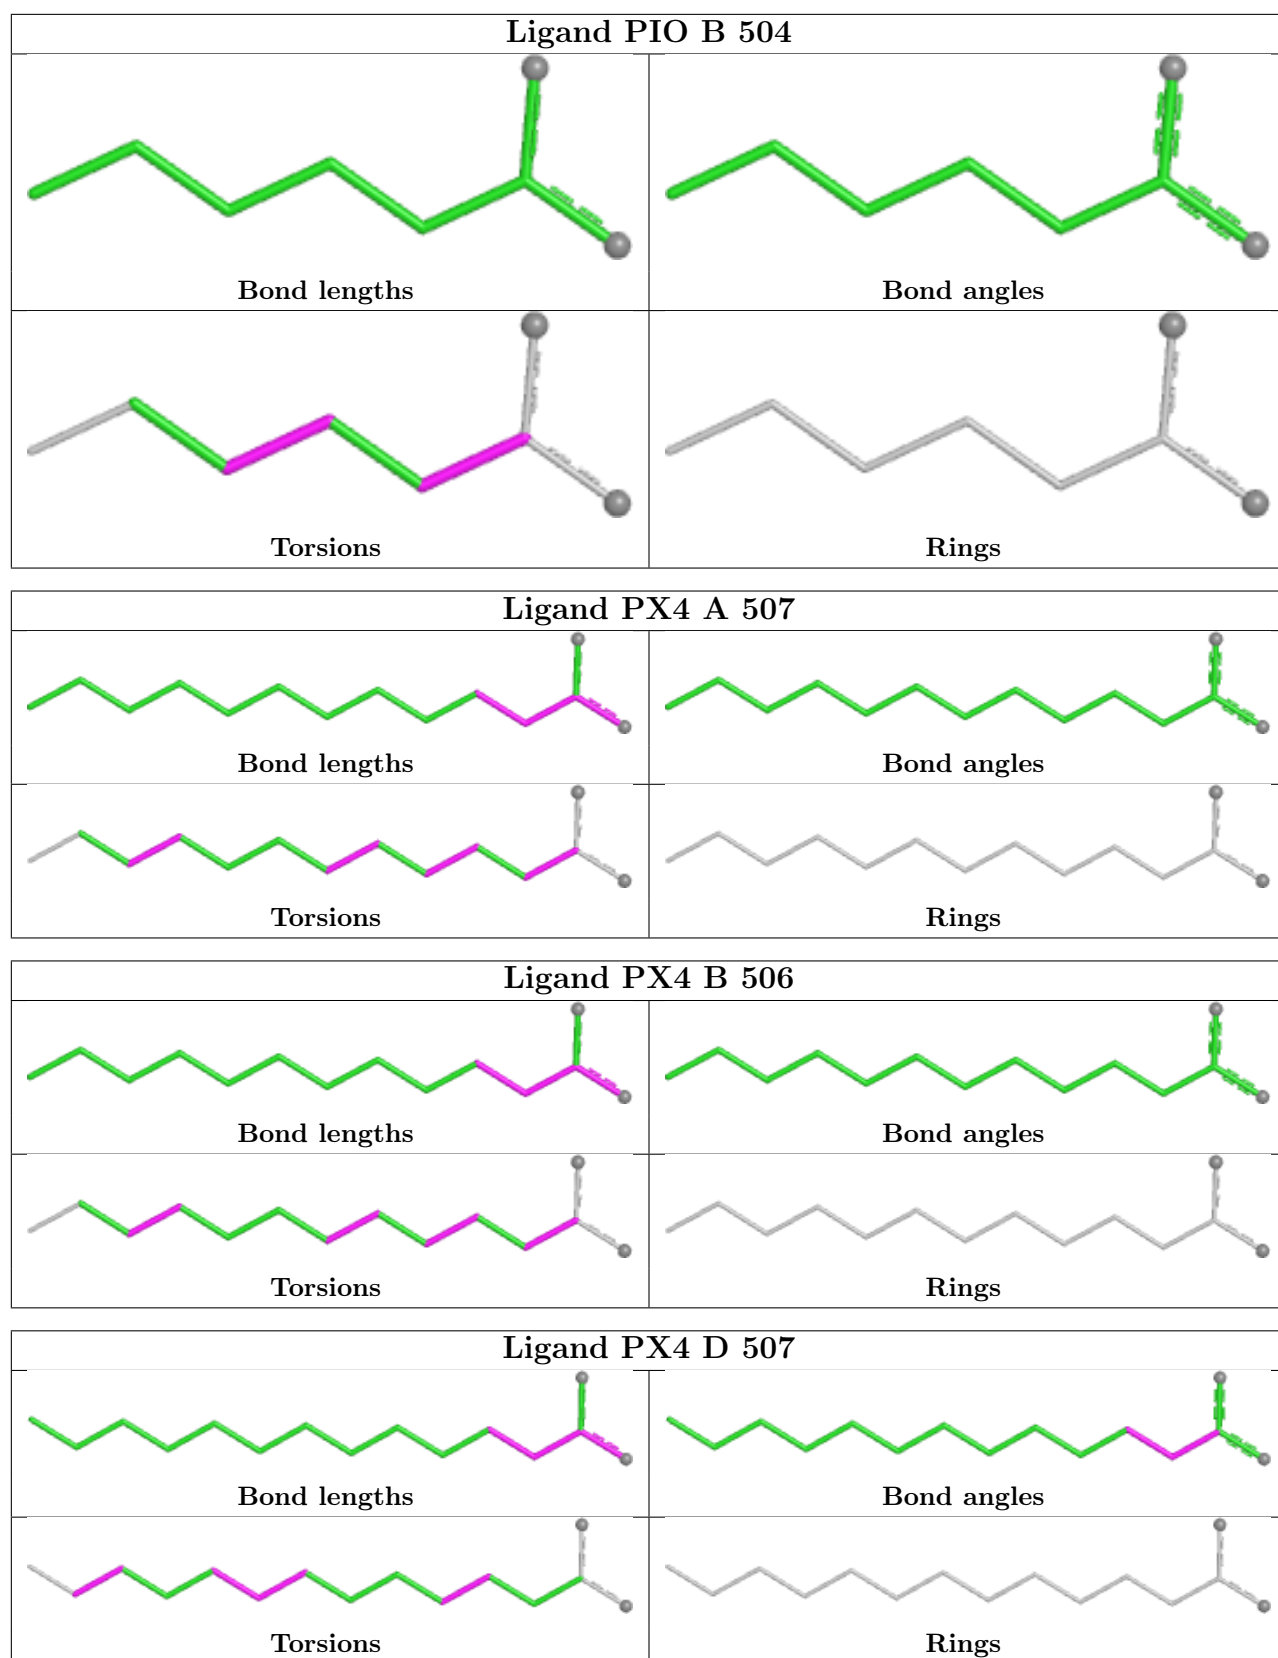 Ligand PIO B 504
Bond lengths
Bond angles
Torsions
Rings
Ligand PX4 A 507
Bond lengths
Bond angles
Torsions
Rings
Ligand PX4 B 506
Bond lengths
Bond angles
Torsions
Rings
Ligand PX4 D 507
Bond lengths
Bond angles
Torsions
Rings